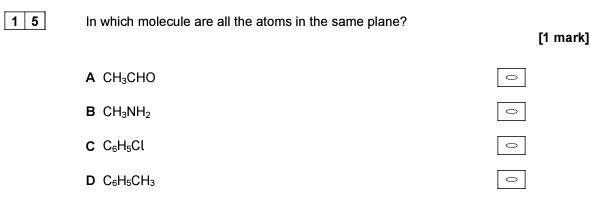 1 5 In which molecule are all the atoms in the same plane?
[1 mark]
A CH₃CHO
B CH₃NH₂
C C₆H₅Cl
D C₆H₅CH₃